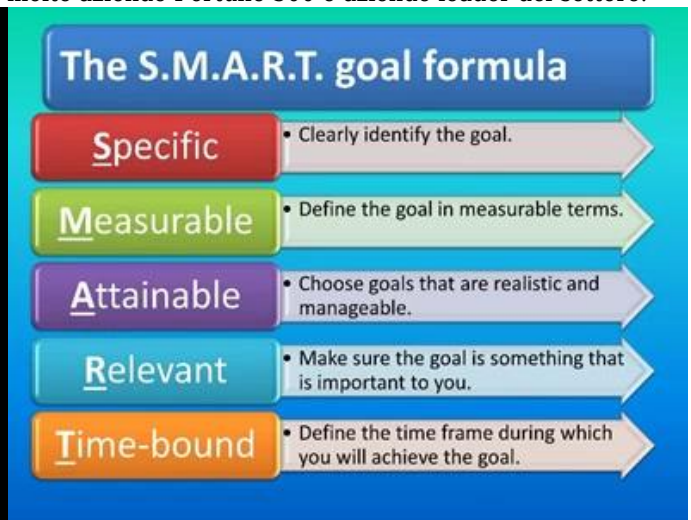 The S.M.A.R.T. goal formula
Specific
• Clearly identify the goal.
Measurable
• Define the goal in measurable terms.
Attainable
• Choose goals that are realistic and
manageable.
Relevant
• Make sure the goal is something that
is important to you.
Time-bound
• Define the time frame during which
you will achieve the goal.